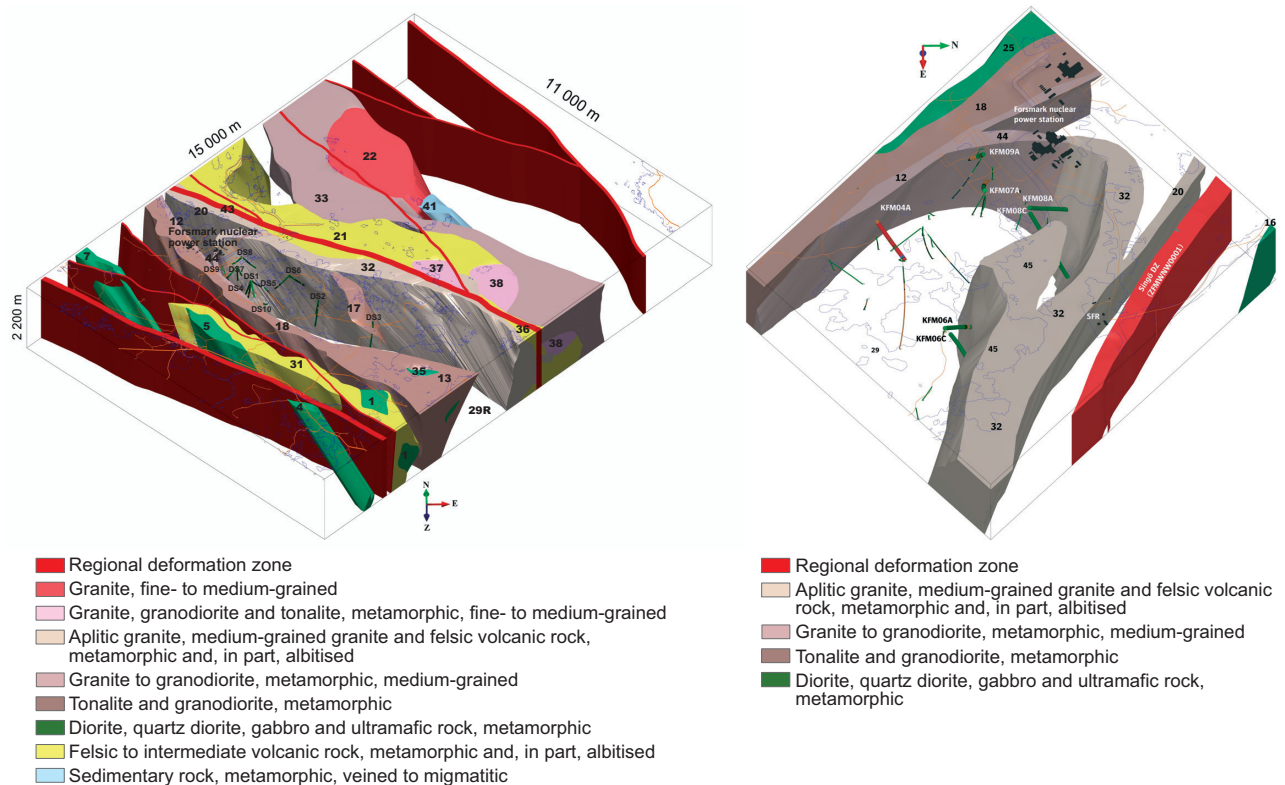 11 000 m
15 000 m
2 200 m
22
33
41
20
43
21
12
Forsmark nuclear
power station
44
32
37
38
7
DS8
DS9
DS7
DS6
DS1
DS4
DS5
DS2
DS10
17
DS3
18
36
38
5
31
35
13
1
4
29R
N
E
Z
Regional deformation zone
Granite, fine- to medium-grained
Granite, granodiorite and tonalite, metamorphic, fine- to medium-grained
Aplitic granite, medium-grained granite and felsic volcanic rock,
metamorphic and, in part, albitised
Granite to granodiorite, metamorphic, medium-grained
Tonalite and granodiorite, metamorphic
Diorite, quartz diorite, gabbro and ultramafic rock, metamorphic
Felsic to intermediate volcanic rock, metamorphic and, in part, albitised
Sedimentary rock, metamorphic, veined to migmatitic
N
E
25
18
Forsmark nuclear
power station
44
KFM09A
12
KFM07A
32
20
KFM08A
KFM08C
KFM04A
16
45
Singö DZ
(ZFMWNW0001)
32
SFR
KFM06A
KFM06C
29
45
32
Regional deformation zone
Aplitic granite, medium-grained granite and felsic volcanic
rock, metamorphic and, in part, albitised
Granite to granodiorite, metamorphic, medium-grained
Tonalite and granodiorite, metamorphic
Diorite, quartz diorite, gabbro and ultramafic rock,
metamorphic